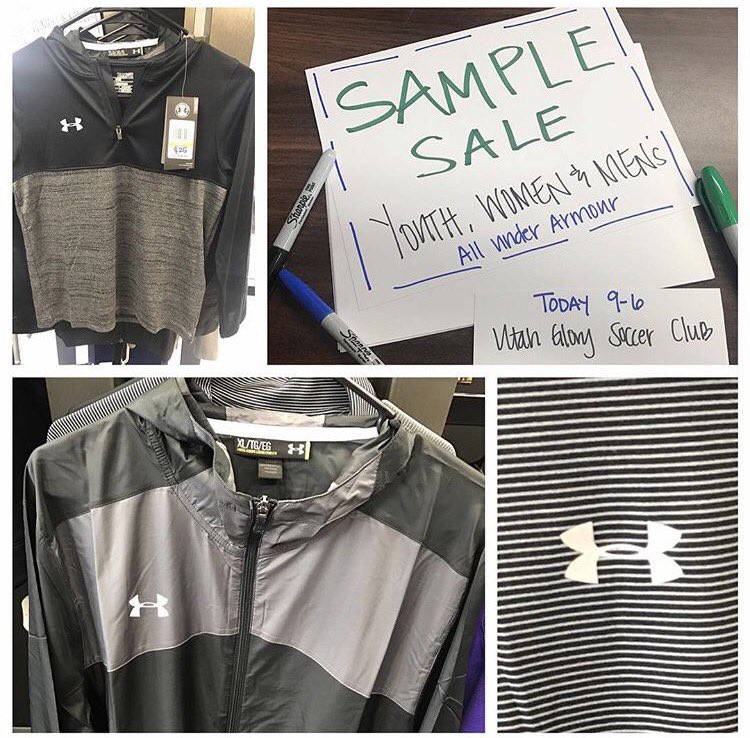 $25
SAMPLE
SALE
YOUTH, WOMEN & MEN'S
All Under Armour
TODAY 9-6
Utah Glory Soccer Club
Sharpie
Sharpie
XL/TG/EG